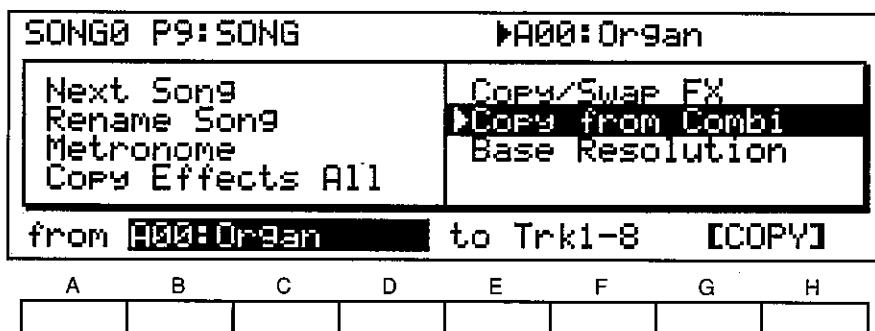 SONG0 P9:SONG ▶A00:Organ
Next Song
Rename Song
Metronome
Copy Effects All
Copy/Swap FX
▶Copy from Combi
Base Resolution
from A00:Organ to Trk1-8 [COPY]
A B C D E F G H